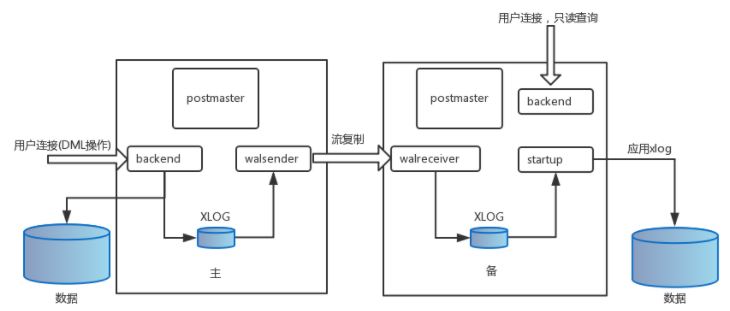 用户连接，只读查询
postmaster
postmaster
backend
用户连接(DML操作)
backend
walsender
流复制
walreceiver
startup
应用xlog
XLOG
XLOG
主
备
数据
数据